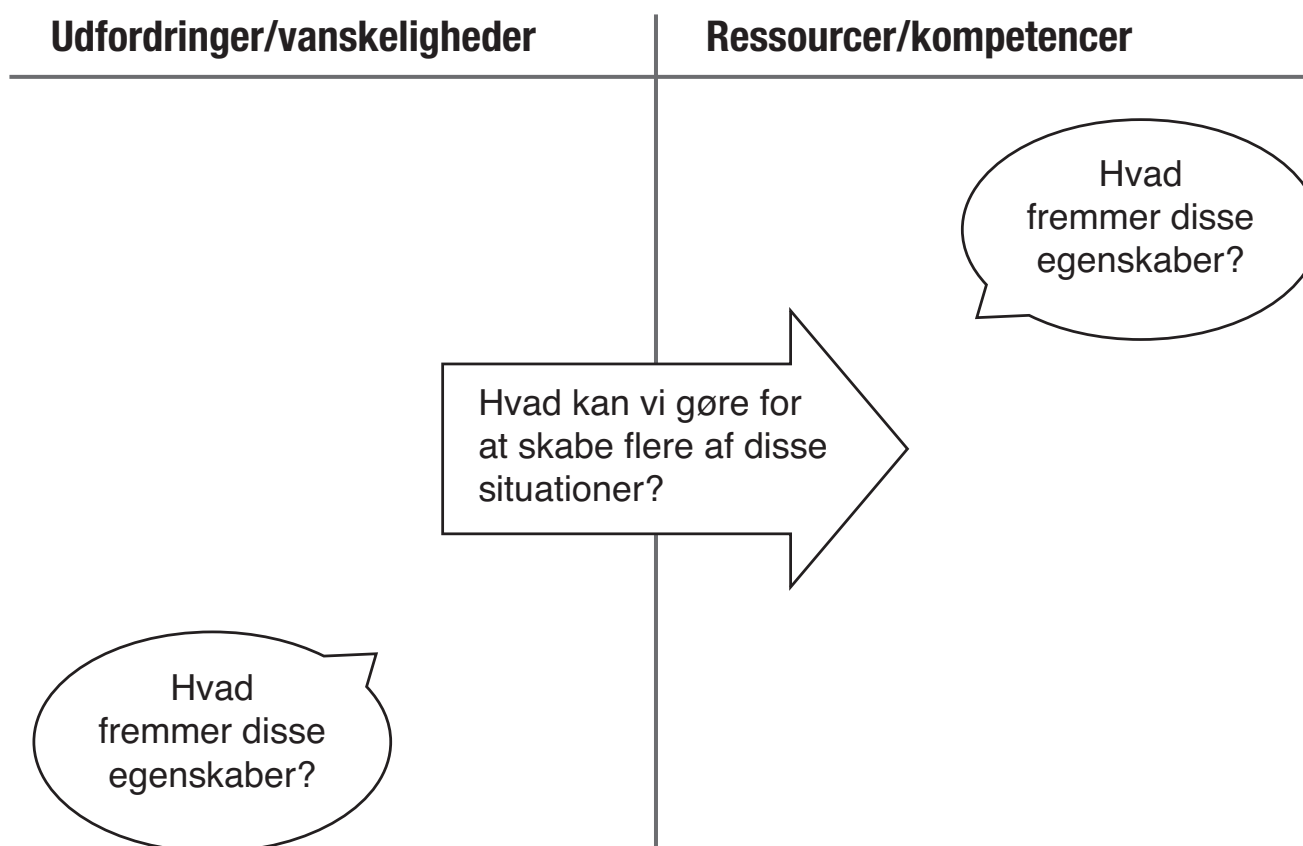 Udfordringer/vanskeligheder
Ressourcer/kompetencer
Hvad
fremmer disse
egenskaber?
Hvad kan vi gøre for
at skabe flere af disse
situationer?
Hvad
fremmer disse
egenskaber?